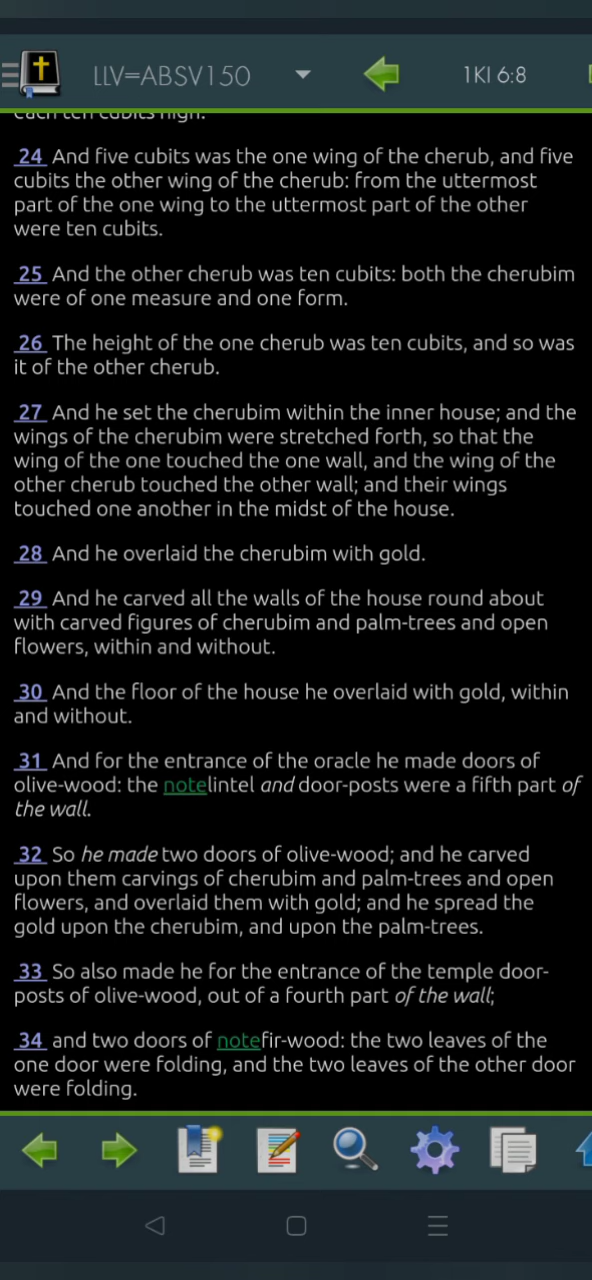 LLV=ABSV150
1KI 6:8
each ten cubits high.
24 And five cubits was the one wing of the cherub, and five
cubits the other wing of the cherub: from the uttermost
part of the one wing to the uttermost part of the other
were ten cubits.
25 And the other cherub was ten cubits: both the cherubim
were of one measure and one form.
26 The height of the one cherub was ten cubits, and so was
it of the other cherub.
27 And he set the cherubim within the inner house; and the
wings of the cherubim were stretched forth, so that the
wing of the one touched the one wall, and the wing of the
other cherub touched the other wall; and their wings
touched one another in the midst of the house.
28 And he overlaid the cherubim with gold.
29 And he carved all the walls of the house round about
with carved figures of cherubim and palm-trees and open
flowers, within and without.
30 And the floor of the house he overlaid with gold, within
and without.
31 And for the entrance of the oracle he made doors of
olive-wood: the notelintel and door-posts were a fifth part of
the wall.
32 So he made two doors of olive-wood; and he carved
upon them carvings of cherubim and palm-trees and open
flowers, and overlaid them with gold; and he spread the
gold upon the cherubim, and upon the palm-trees.
33 So also made he for the entrance of the temple door-
posts of olive-wood, out of a fourth part of the wall;
34 and two doors of notefir-wood: the two leaves of the
one door were folding, and the two leaves of the other door
were folding.